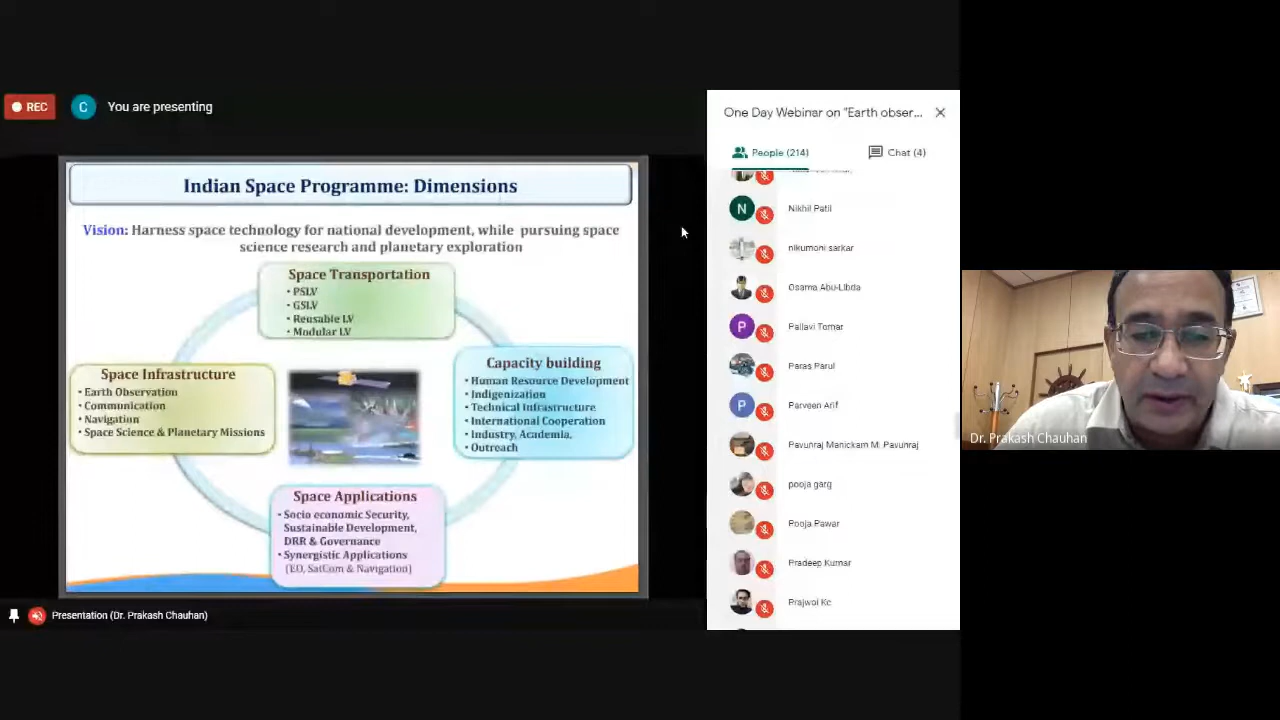 REC
C
You are presenting
Indian Space Programme: Dimensions
Vision: Harness space technology for national development, while pursuing space
science research and planetary exploration
Space Transportation
• PSLV
• GSLV
• Reusable LV
• Modular LV
Space Infrastructure
• Earth Observation
• Communication
• Navigation
• Space Science & Planetary Missions
Capacity building
• Human Resource Development
• Indigenization
• Technical Infrastructure
• International Cooperation
• Industry, Academia,
• Outreach
Space Applications
• Socio economic Security,
Sustainable Development,
DRR & Governance
• Synergistic Applications
(EO, SatCom & Navigation)
Presentation (Dr. Prakash Chauhan)
One Day Webinar on "Earth obser...
People (214)
Chat (4)
N
Nikhil Patil
nikumoni sarkar
Osama Abu-Libda
P
Pallavi Tomar
Paras Parul
P
Parveen Arif
Pavunraj Manickam M. Pavunraj
pooja garg
Pooja Pawar
Pradeep Kumar
Prajwol Kc
Dr. Prakash Chauhan